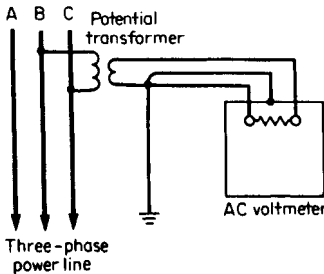 A B C
Potential
transformer
AC voltmeter
Three-phase
power line